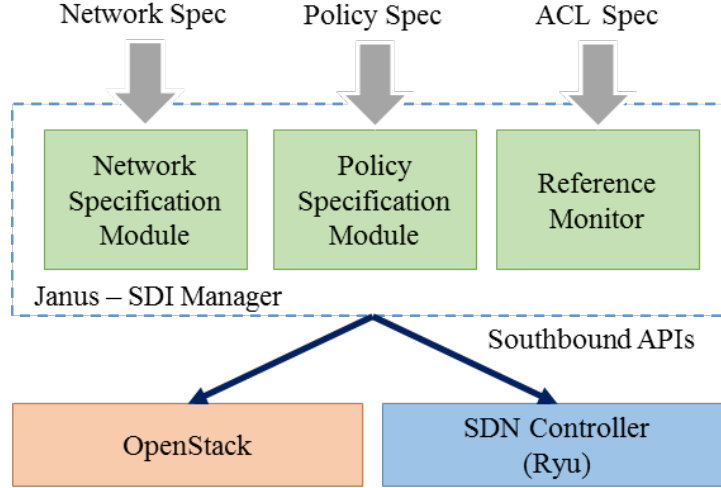 Network Spec
Policy Spec
ACL Spec
Network
Specification
Module
Policy
Specification
Module
Reference
Monitor
Janus – SDI Manager
Southbound APIs
OpenStack
SDN Controller
(Ryu)